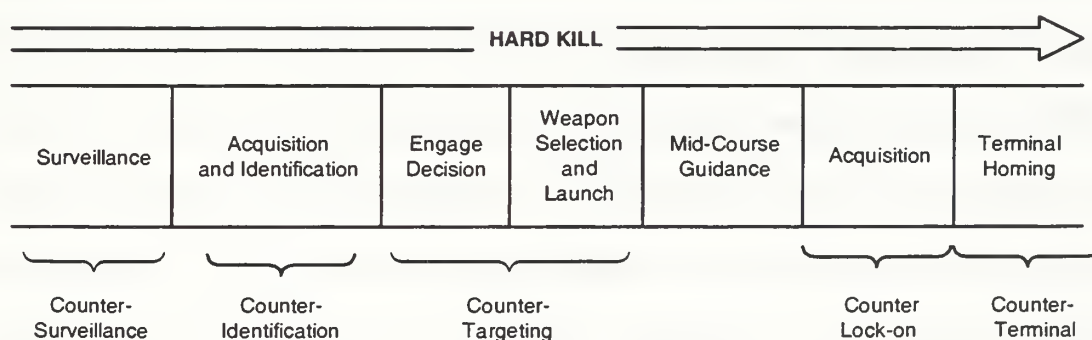 HARD KILL
Surveillance
Acquisition
and Identification
Engage
Decision
Weapon
Selection
and
Launch
Mid-Course
Guidance
Acquisition
Terminal
Homing
Counter-
Surveillance
Counter-
Identification
Counter-
Targeting
Counter
Lock-on
Counter-
Terminal